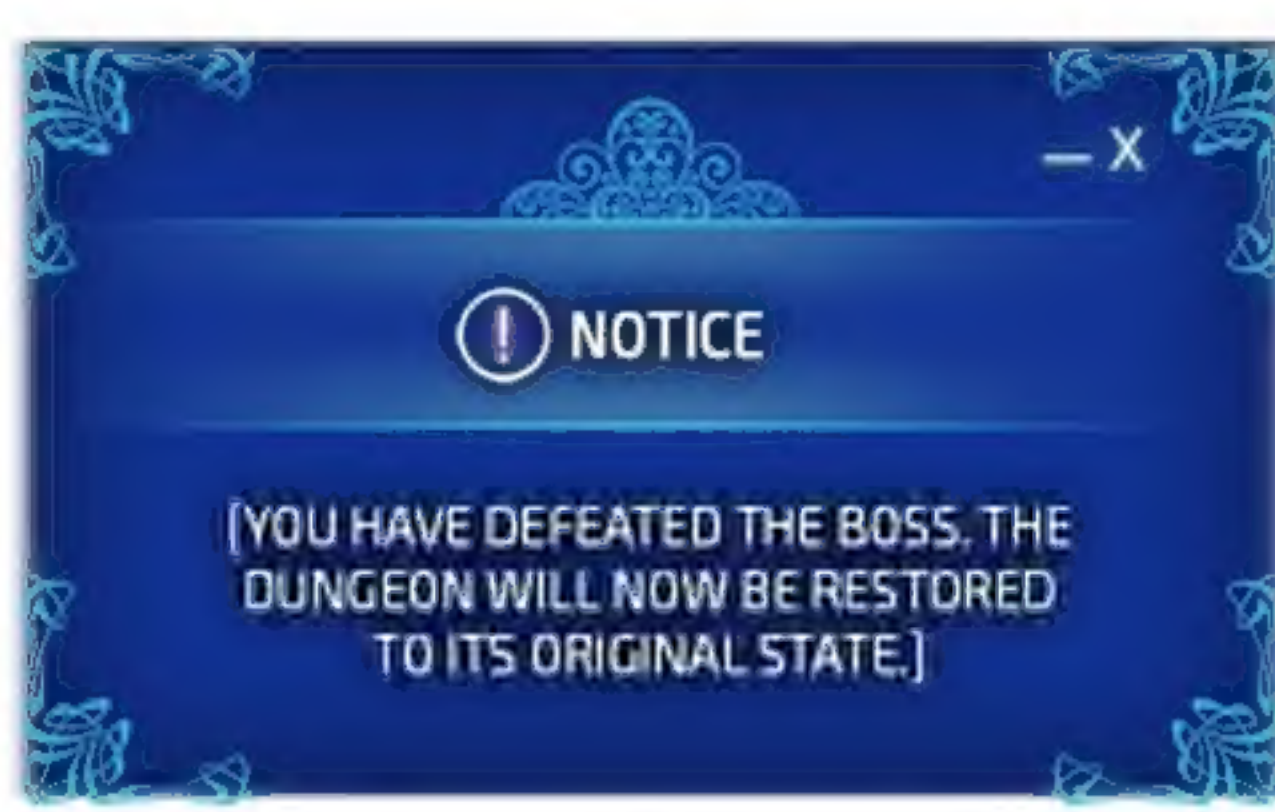 – X
! NOTICE
[YOU HAVE DEFEATED THE BOSS. THE
DUNGEON WILL NOW BE RESTORED
TO ITS ORIGINAL STATE.]